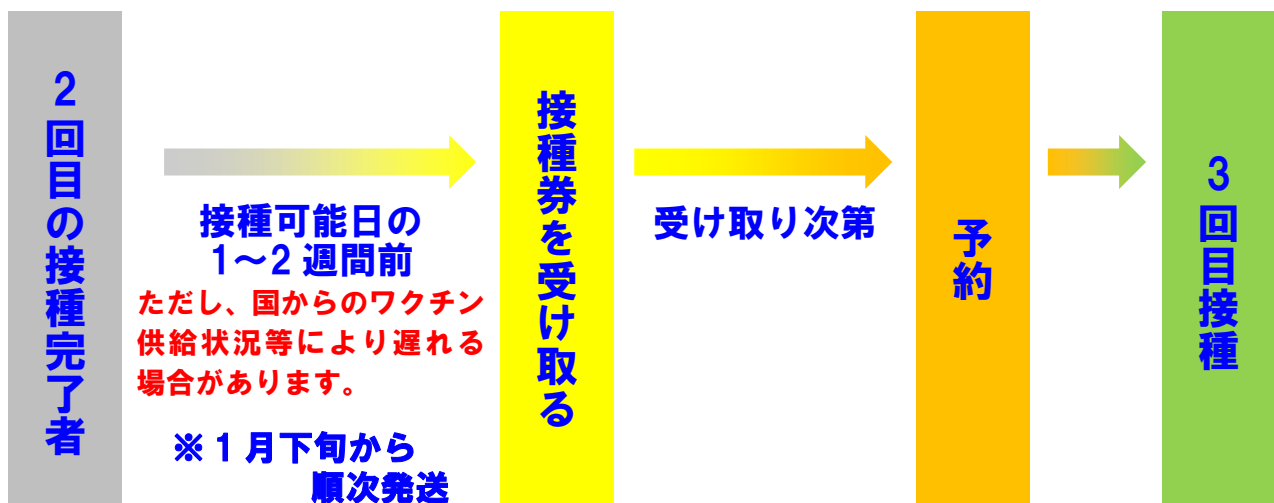 2回目の接種完了者
接種可能日の
1～2週間前
ただし、国からのワクチン
供給状況等により遅れる
場合があります。
※1月下旬から
順次発送
接種券を受け取る
受け取り次第
予約
3回目接種